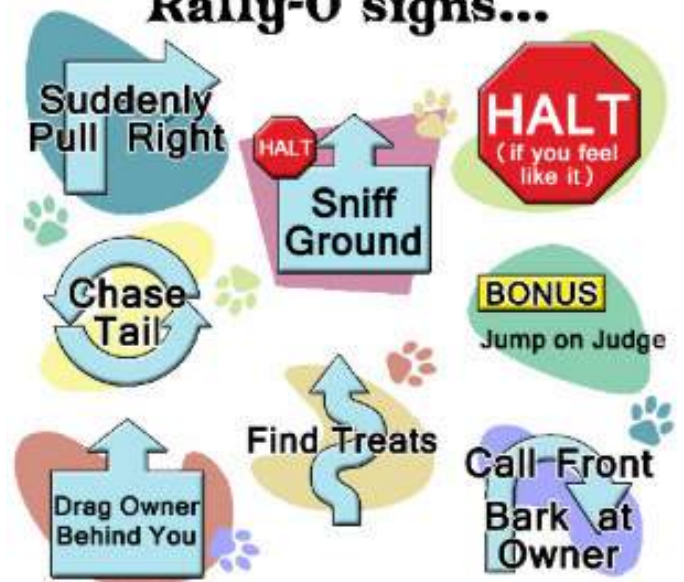 Rally-O signs...
Suddenly
Pull Right
HALT
Sniff
Ground
HALT
(if you feel
like it)
Chase
Tail
BONUS
Jump on Judge
Drag Owner
Behind You
Find Treats
Call Front
Bark at
Owner